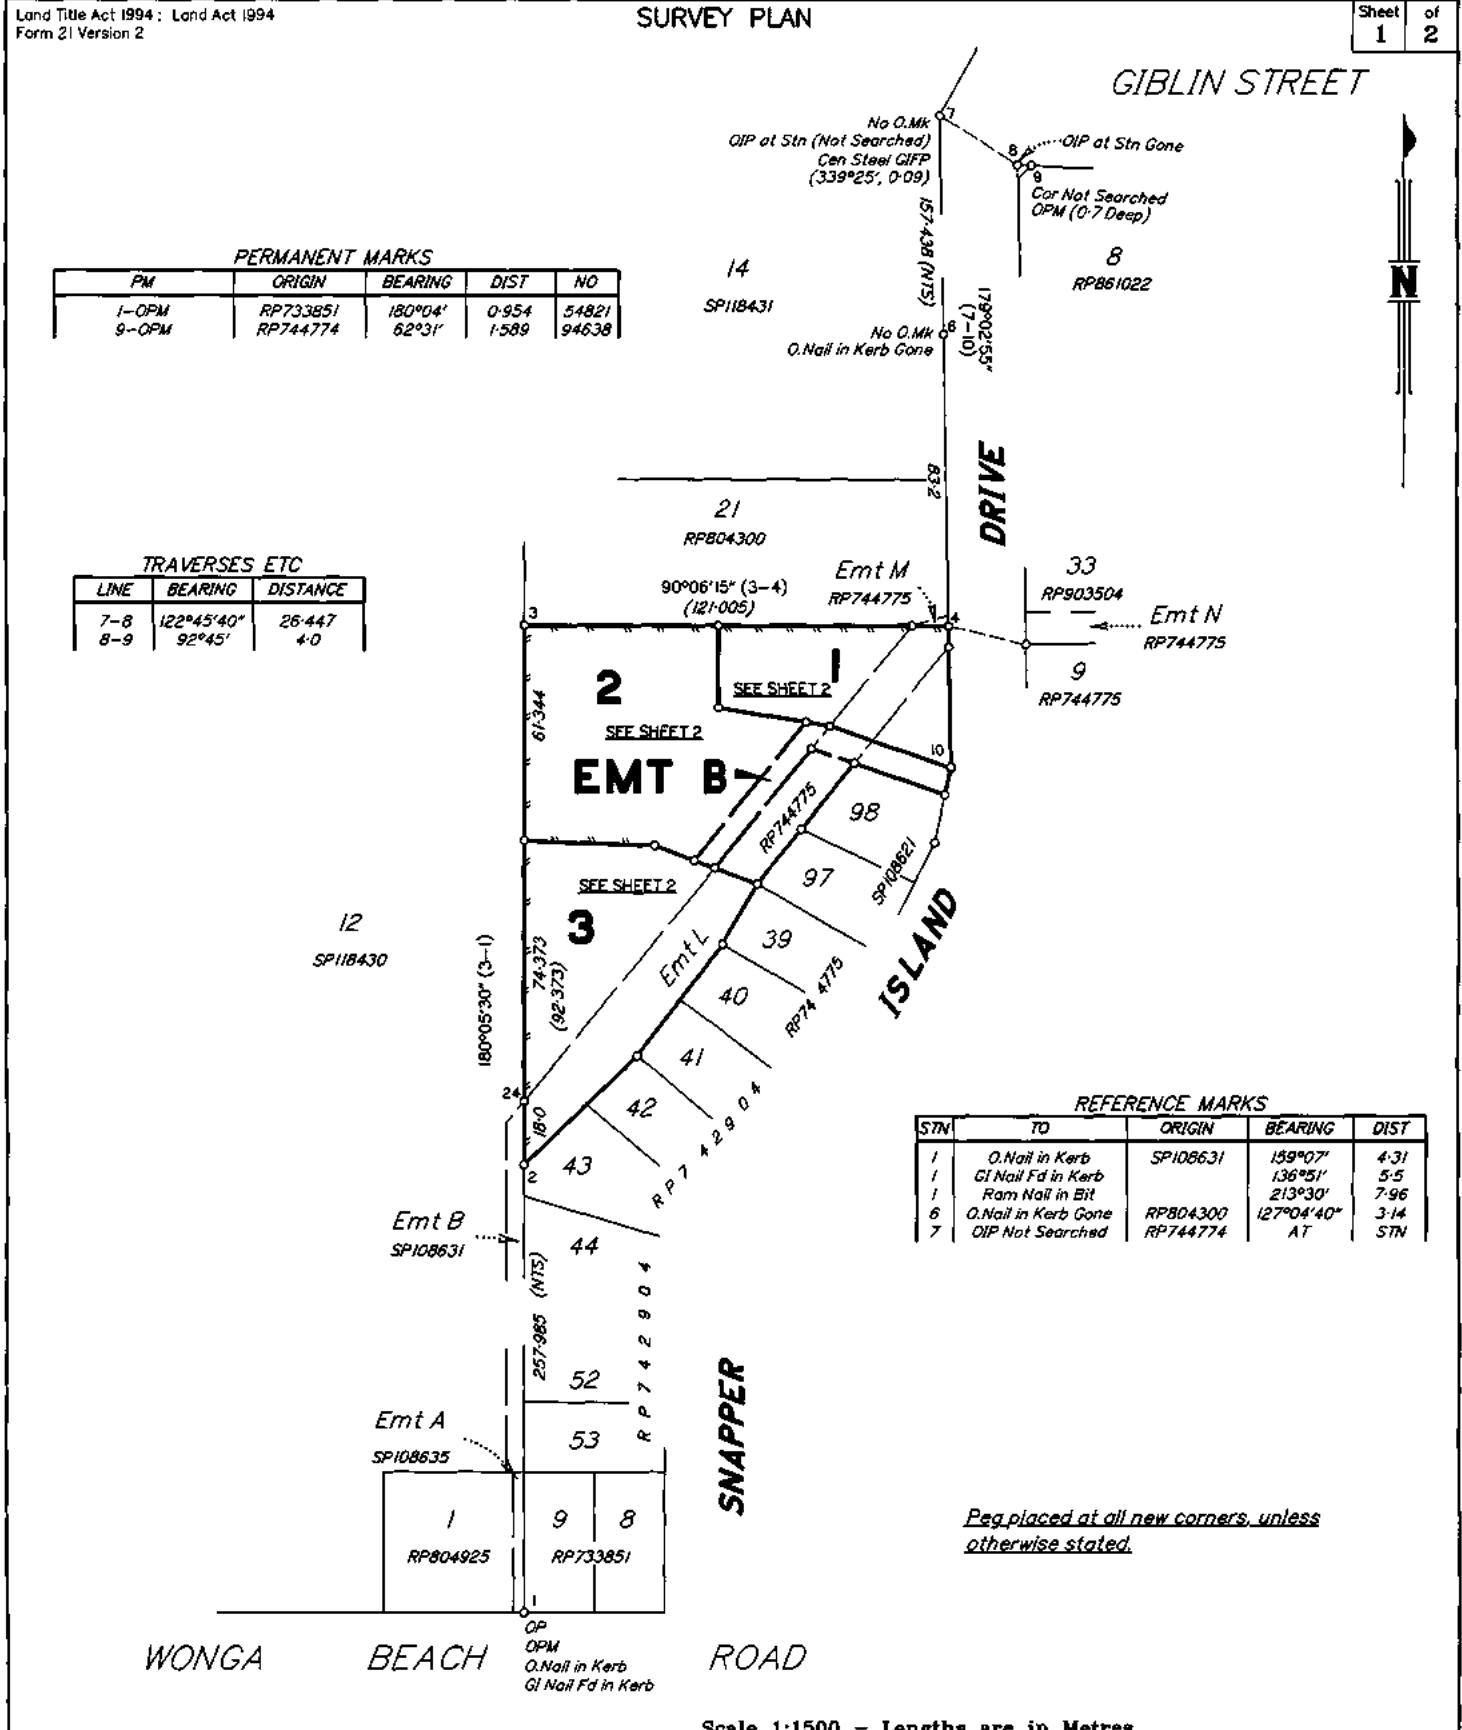 Land Title Act 1994 ; Land Act 1994
Form 21 Version 2
SURVEY PLAN
Sheet of
1 2
GIBLIN STREET
7
No O.Mk
OIP at Stn (Not Searched)
Cen Steel GIFP
(339°25', 0·09)
8
OIP at Stn Gone
9
Cor Not Searched
OPM (0·7 Deep)
157·438 (NTS)
8
RP861022
14
SP118431
N
PERMANENT MARKS
PM ORIGIN BEARING DIST NO
1-OPM RP733851 180°04' 0·954 54821
9-OPM RP744774 62°31' 1·589 94638
6
No O.Mk
O.Nail in Kerb Gone
179°02'55"
(7-10)
DRIVE
83·2
21
RP804300
TRAVERSES ETC
LINE BEARING DISTANCE
7-8 122°45'40" 26·447
8-9 92°45' 4·0
90°06'15" (3-4)
(121·005)
Emt M
RP744775
33
RP903504
Emt N
RP744775
9
RP744775
3
4
1
SEE SHEET 2
2
SEE SHEET 2
61·344
10
EMT B
RP744775
98
97
SP108621
SEE SHEET 2
3
12
SP118430
180°05'30" (3-1)
74·373
(92·373)
Emt L
39
40
RP74 4775
ISLAND
41
42
43
RP742904
24
18·0
2
Emt B
SP108631
44
257·985 (NTS)
RP742904
52
53
REFERENCE MARKS
STN TO ORIGIN BEARING DIST
1 O.Nail in Kerb SP108631 159°07' 4·31
1 GI Nail Fd in Kerb 136°51' 5·5
1 Ram Nail in Bit 213°30' 7·96
6 O.Nail in Kerb Gone RP804300 127°04'40" 3·14
7 OIP Not Searched RP744774 AT STN
Emt A
SP108635
SNAPPER
1
RP804925
9 8
RP733851
Peg placed at all new corners, unless
otherwise stated.
1
OP
OPM
O.Nail in Kerb
GI Nail Fd in Kerb
WONGA BEACH ROAD
Scale 1:1500 - Lengths are in Metres